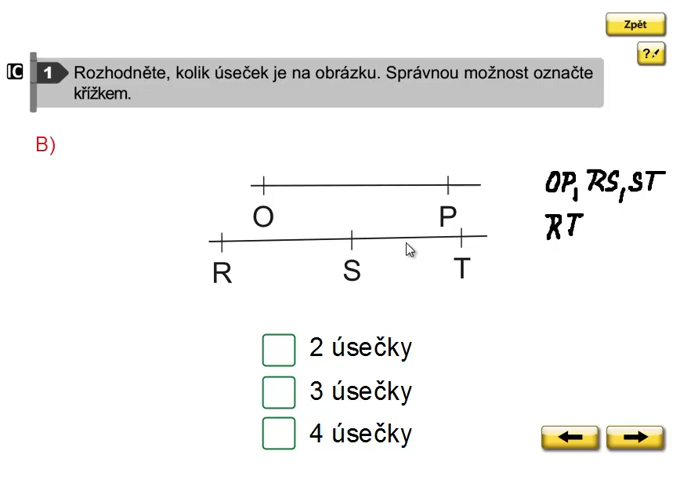 Zpět
?✓
IC 1 Rozhodněte, kolik úseček je na obrázku. Správnou možnost označte
křížkem.
B)
OP, RS, ST
RT
O P
R S T
2 úsečky
3 úsečky
4 úsečky